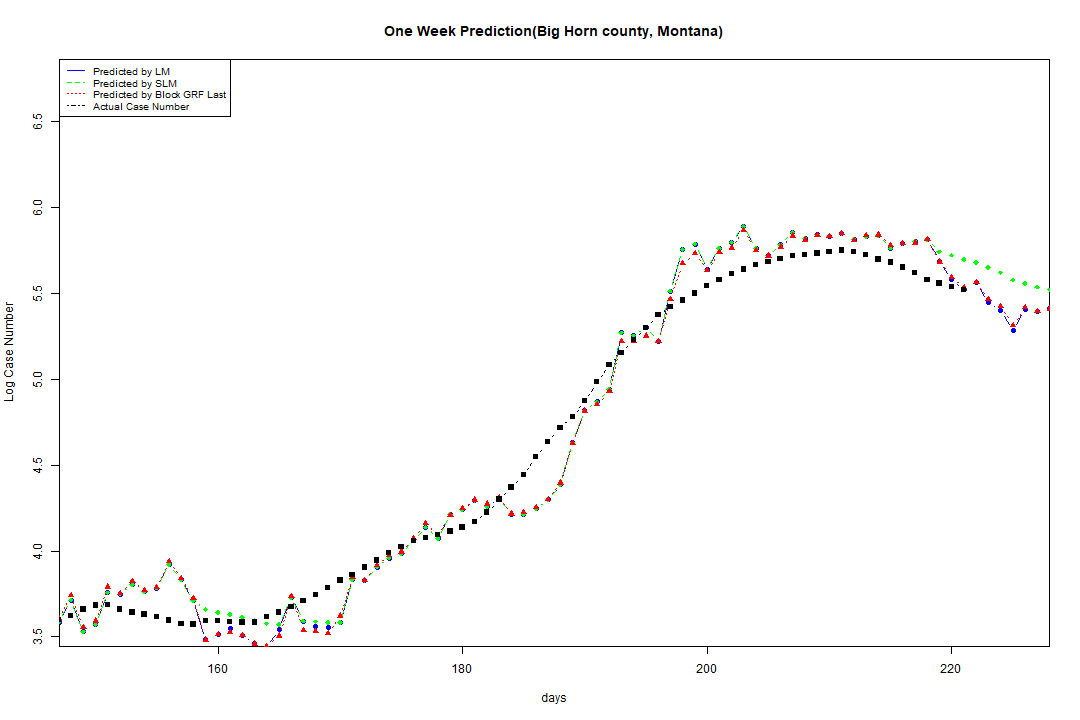 One Week Prediction(Big Horn county, Montana)
Predicted by LM
Predicted by SLM
Predicted by Block GRF Last
Actual Case Number
Log Case Number
6.5
6.0
5.5
5.0
4.5
4.0
3.5
160
180
200
220
days